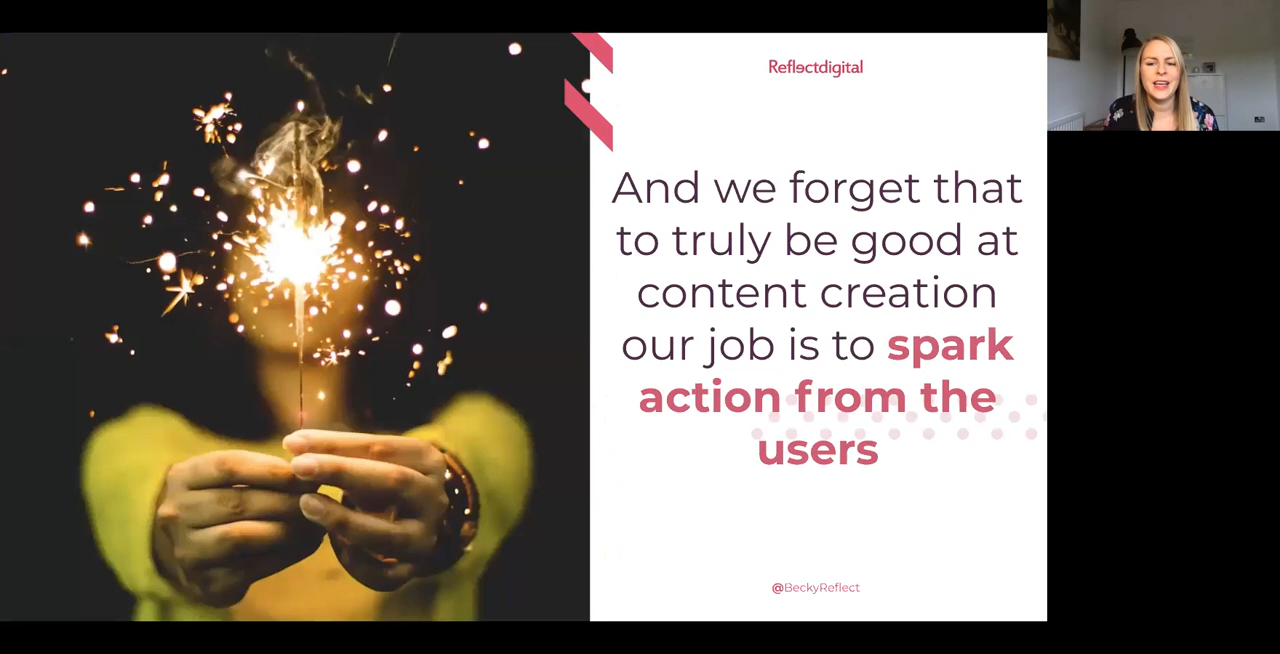 Reflectdigital
And we forget that
to truly be good at
content creation
our job is to spark
action from the
users
@BeckyReflect